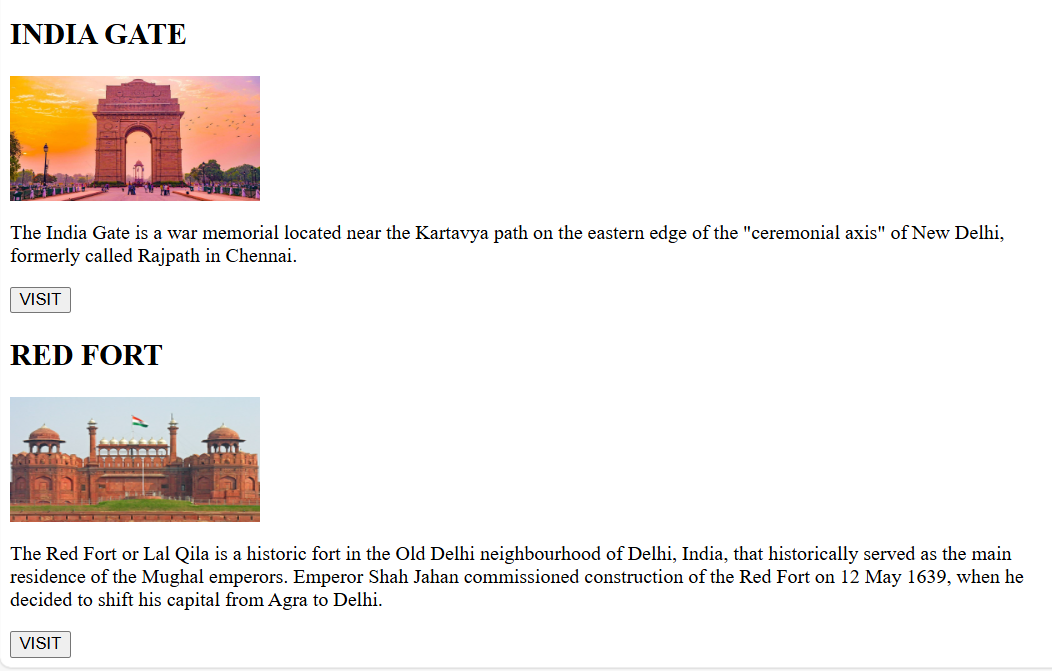 INDIA GATE
The India Gate is a war memorial located near the Kartavya path on the eastern edge of the "ceremonial axis" of New Delhi,
formerly called Rajpath in Chennai.
VISIT
RED FORT
The Red Fort or Lal Qila is a historic fort in the Old Delhi neighbourhood of Delhi, India, that historically served as the main
residence of the Mughal emperors. Emperor Shah Jahan commissioned construction of the Red Fort on 12 May 1639, when he
decided to shift his capital from Agra to Delhi.
VISIT